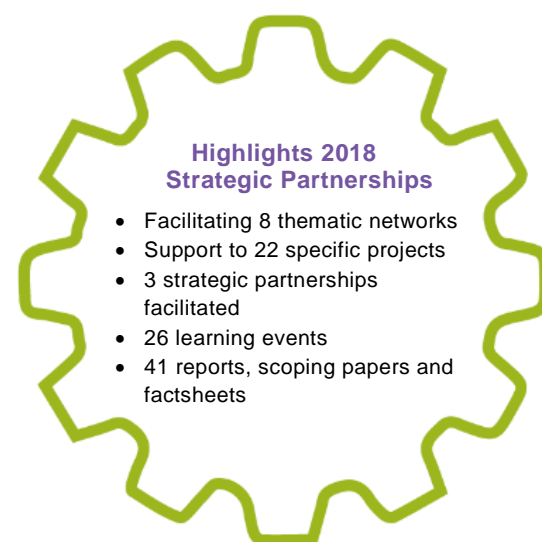 Highlights 2018
Strategic Partnerships
• Facilitating 8 thematic networks
• Support to 22 specific projects
• 3 strategic partnerships
facilitated
• 26 learning events
• 41 reports, scoping papers and
factsheets